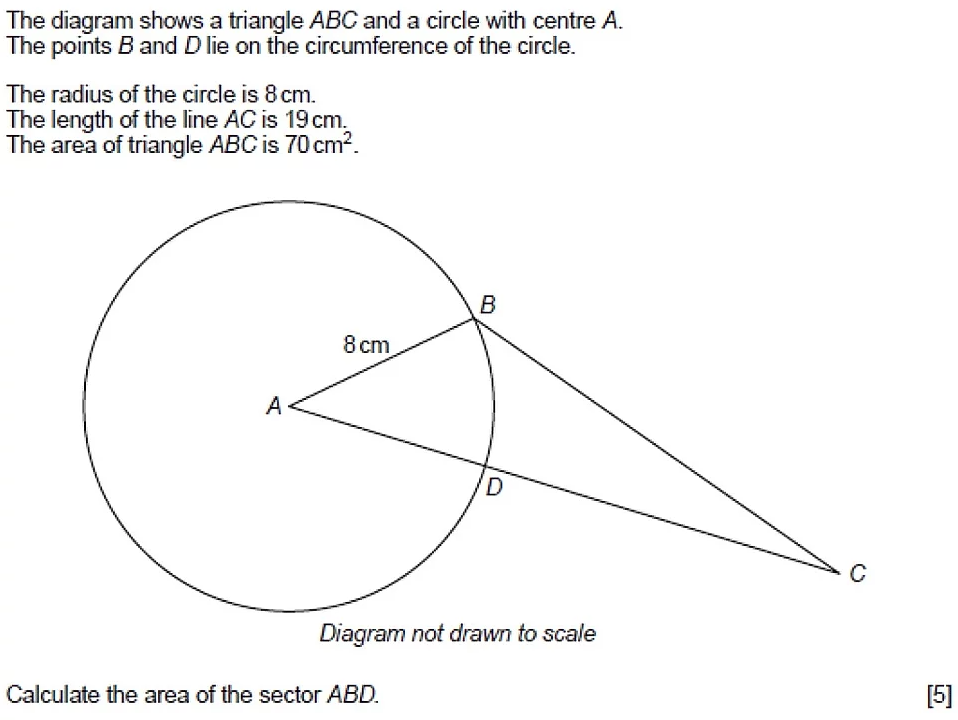 The diagram shows a triangle ABC and a circle with centre A.
The points B and D lie on the circumference of the circle.
The radius of the circle is 8 cm.
The length of the line AC is 19 cm.
The area of triangle ABC is 70 cm².
B
8 cm
A
D
C
Diagram not drawn to scale
Calculate the area of the sector ABD. [5]